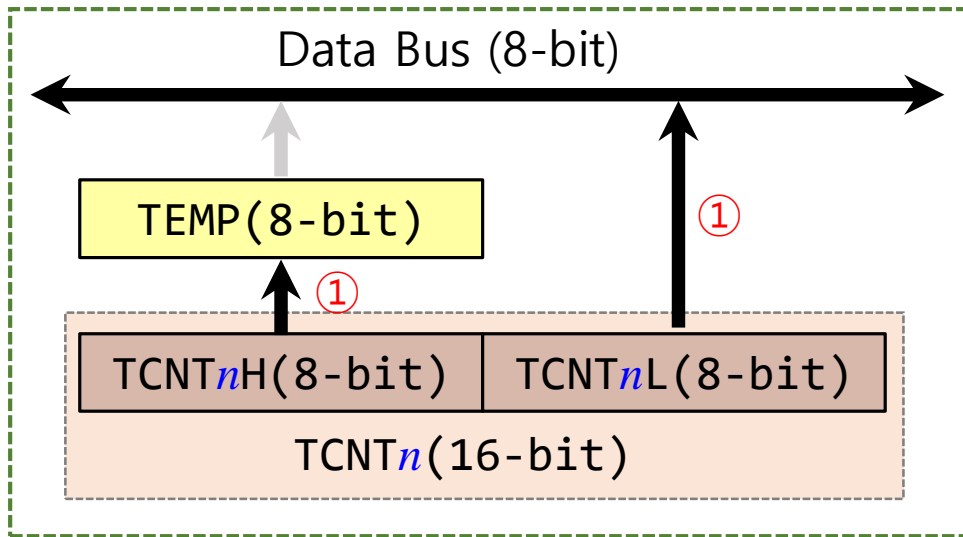 Data Bus (8-bit)
TEMP(8-bit)
①
①
TCNTnH(8-bit) TCNTnL(8-bit)
TCNTn(16-bit)